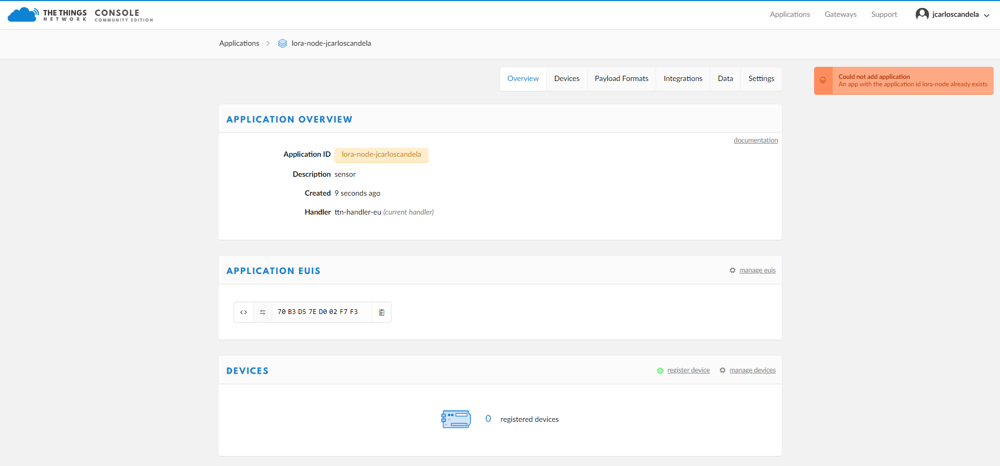 THE THINGS NETWORK CONSOLE COMMUNITY EDITION
Applications Gateways Support jcarloscandela
Applications lora-node-jcarloscandela
Overview Devices Payload Formats Integrations Data Settings
Could not add application
An app with the application id lora-node already exists
APPLICATION OVERVIEW
documentation
Application ID lora-node-jcarloscandela
Description sensor
Created 9 seconds ago
Handler ttn-handler-eu (current handler)
APPLICATION EUIS
manage euis
<> 70 B3 D5 7E D0 02 F7 F3
DEVICES
register device manage devices
0 registered devices